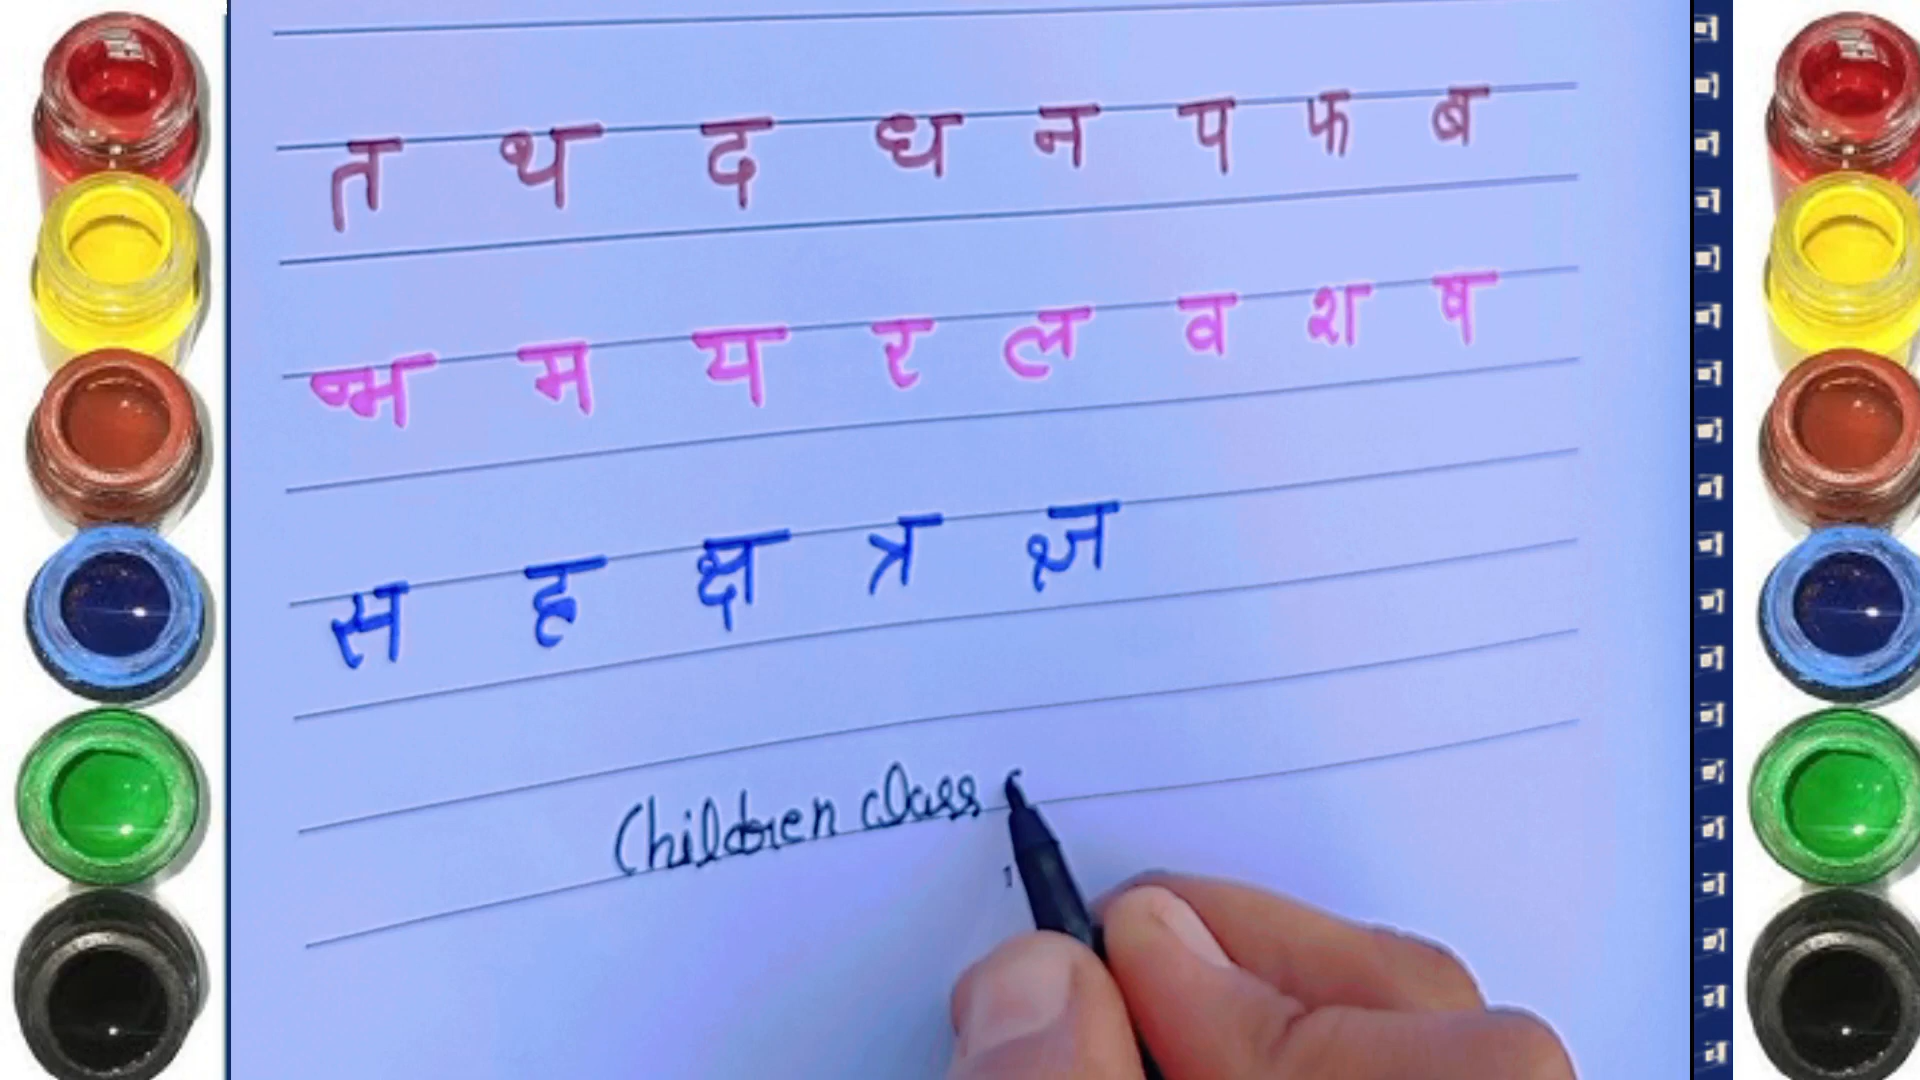 त थ द ध न प फ ब
भ म य र ल व श ष
स ह क्ष त्र ज्ञ
Children class